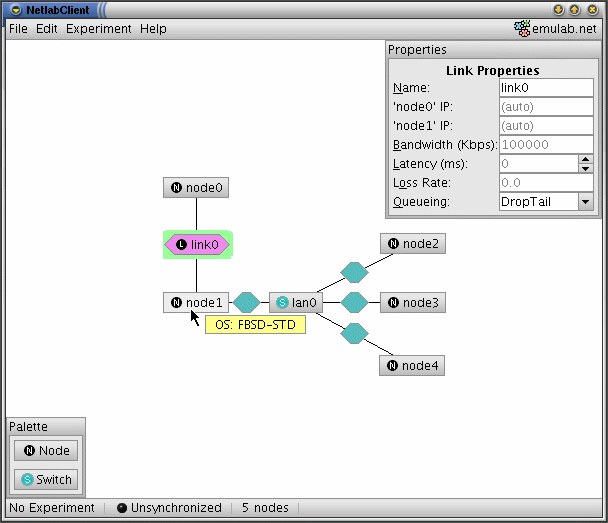 NetlabClient
File Edit Experiment Help
emulab.net
Properties
Link Properties
Name: link0
'node0' IP: (auto)
'node1' IP: (auto)
Bandwidth (Kbps): 100000
Latency (ms): 0
Loss Rate: 0.0
Queueing: DropTail
N node0
L link0
node2
N node1
S lan0
N node3
OS: FBSD-STD
N node4
Palette
N Node
S Switch
No Experiment Unsynchronized 5 nodes